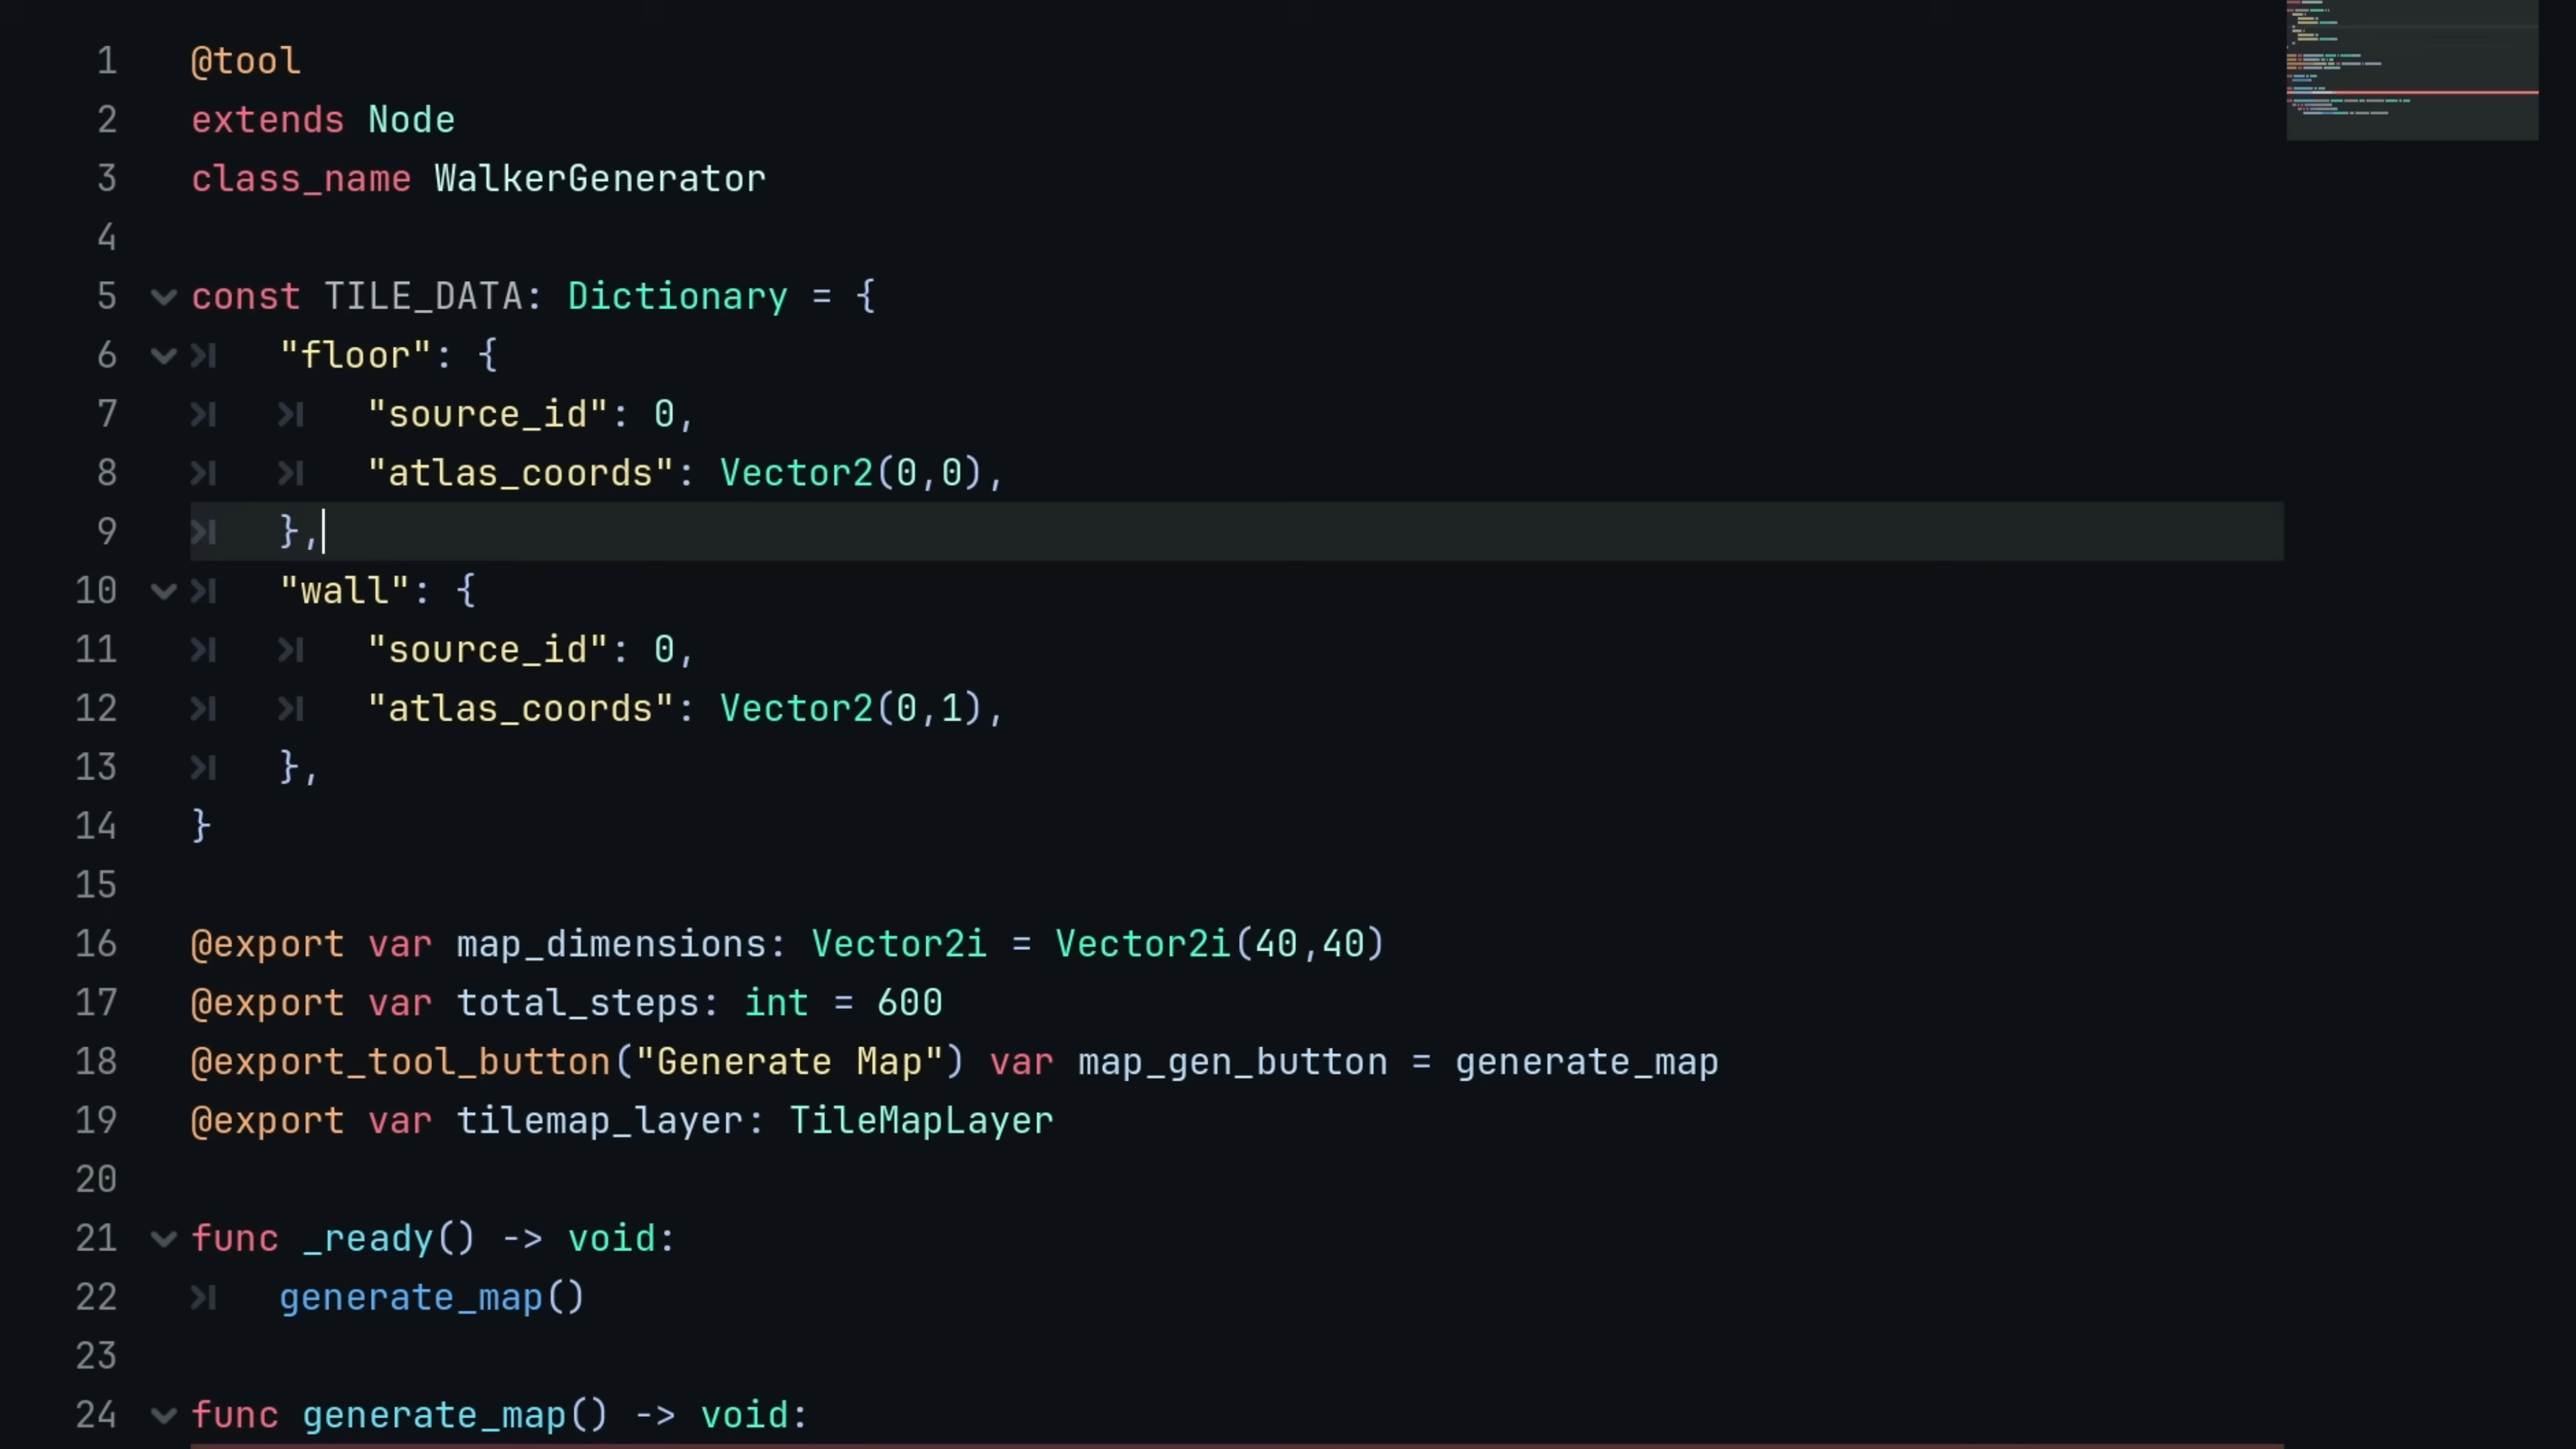 1 @tool
2 extends Node
3 class_name WalkerGenerator
4
5 const TILE_DATA: Dictionary = {
6 "floor": {
7 "source_id": 0,
8 "atlas_coords": Vector2(0,0),
9 },
10 "wall": {
11 "source_id": 0,
12 "atlas_coords": Vector2(0,1),
13 },
14 }
15
16 @export var map_dimensions: Vector2i = Vector2i(40,40)
17 @export var total_steps: int = 600
18 @export_tool_button("Generate Map") var map_gen_button = generate_map
19 @export var tilemap_layer: TileMapLayer
20
21 func _ready() -> void:
22 generate_map()
23
24 func generate_map() -> void: